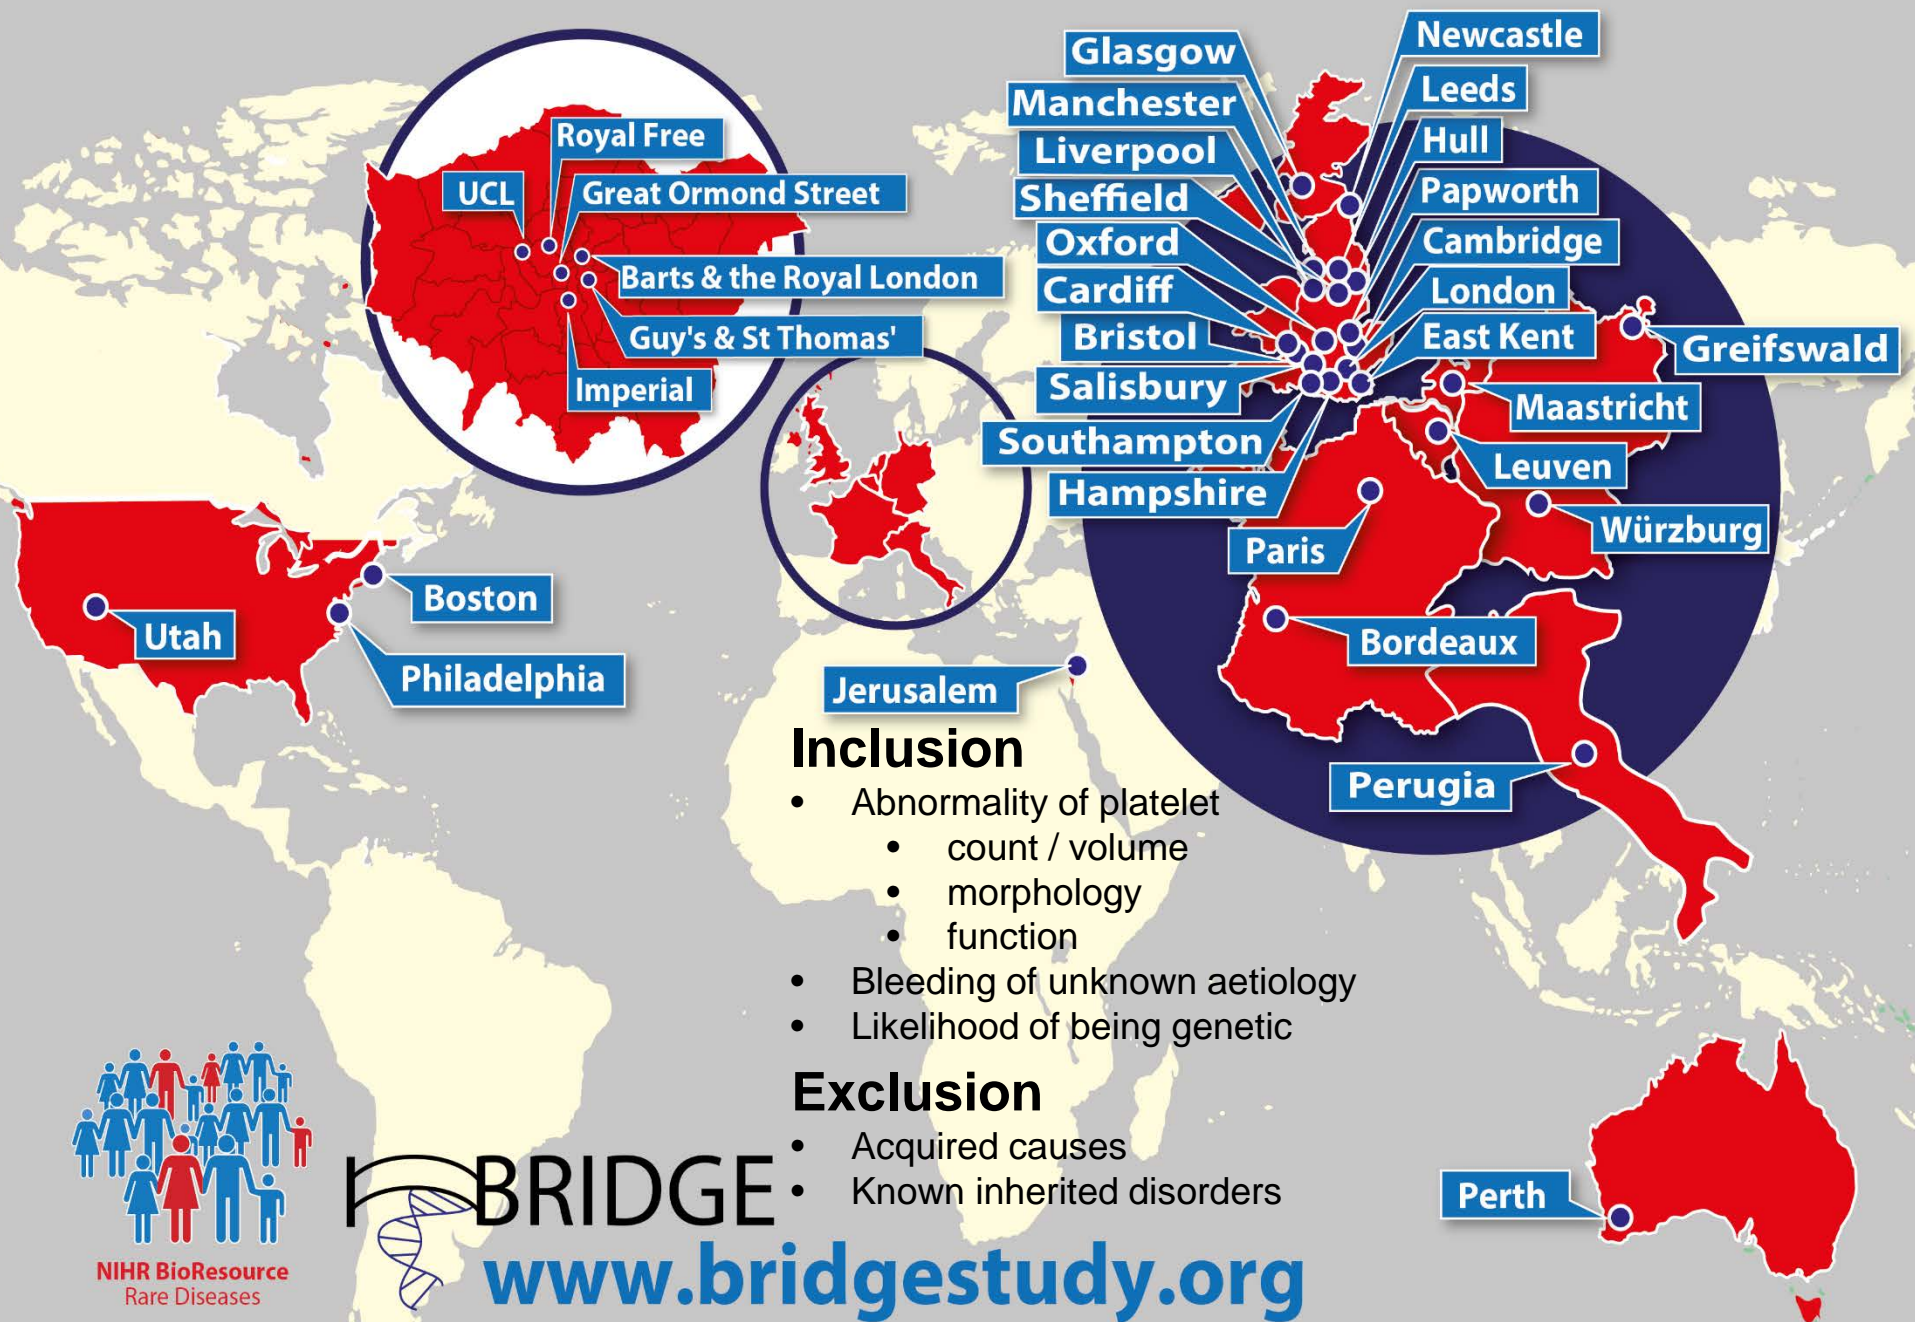 Royal Free
UCL
Great Ormond Street
Barts & the Royal London
Guy's & St Thomas'
Imperial
Glasgow
Manchester
Liverpool
Sheffield
Oxford
Cardiff
Bristol
Salisbury
Southampton
Hampshire
Newcastle
Leeds
Hull
Papworth
Cambridge
London
East Kent
Greifswald
Maastricht
Leuven
Würzburg
Paris
Bordeaux
Perugia
Boston
Utah
Philadelphia
Jerusalem
Inclusion
• Abnormality of platelet
• count / volume
• morphology
• function
• Bleeding of unknown aetiology
• Likelihood of being genetic
Exclusion
• Acquired causes
• Known inherited disorders
Perth
NIHR BioResource
Rare Diseases
BRIDGE
www.bridgestudy.org